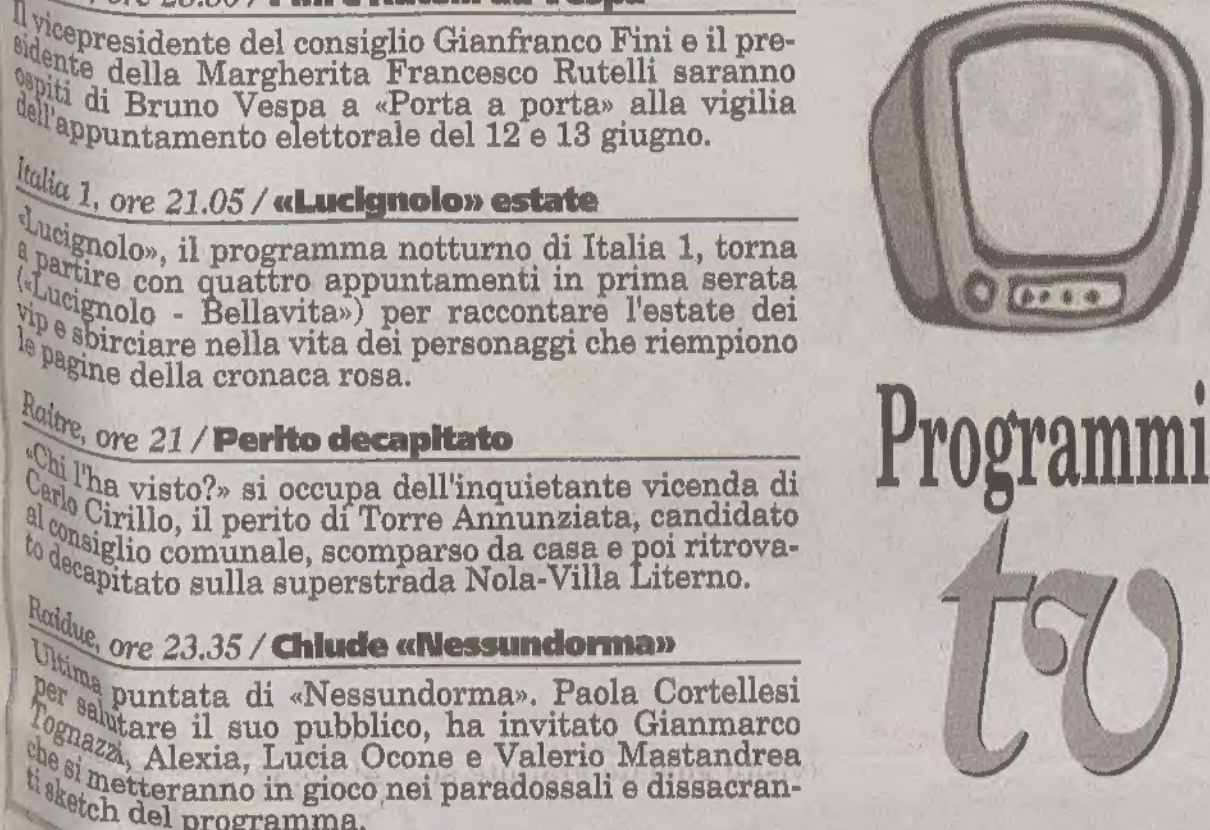 , ore 23.30 / Fini e Rutelli da Vespa
Il vicepresidente del consiglio Gianfranco Fini e il pre-
sidente della Margherita Francesco Rutelli saranno
ospiti di Bruno Vespa a «Porta a porta» alla vigilia
dell'appuntamento elettorale del 12 e 13 giugno.
Italia 1, ore 21.05 / «Lucignolo» estate
«Lucignolo», il programma notturno di Italia 1, torna
a partire con quattro appuntamenti in prima serata
(«Lucignolo - Bellavita») per raccontare l'estate dei
vip e sbirciare nella vita dei personaggi che riempiono
le pagine della cronaca rosa.
Raitre, ore 21 / Perito decapitato
«Chi l'ha visto?» si occupa dell'inquietante vicenda di
Carlo Cirillo, il perito di Torre Annunziata, candidato
al consiglio comunale, scomparso da casa e poi ritrova-
to decapitato sulla superstrada Nola-Villa Literno.
Raidue, ore 23.35 / Chiude «Nessundorma»
Ultima puntata di «Nessundorma». Paola Cortellesi
per salutare il suo pubblico, ha invitato Gianmarco
Tognazzi, Alexia, Lucia Ocone e Valerio Mastandrea
che si metteranno in gioco nei paradossali e dissacran-
ti sketch del programma.
Programmi
tv